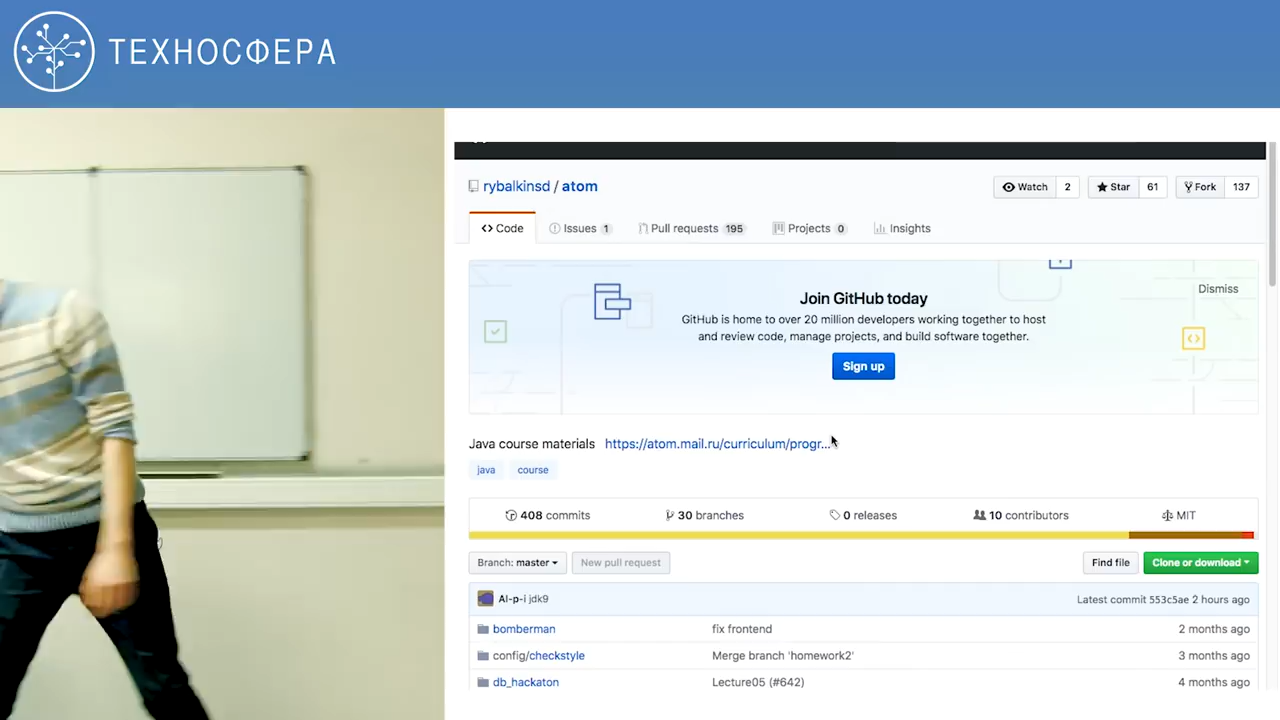 ТЕХНОСФЕРА
rybalkinsd / atom
Watch 2 Star 61 Fork 137
Code Issues 1 Pull requests 195 Projects 0 Insights
Join GitHub today
Dismiss
GitHub is home to over 20 million developers working together to host
and review code, manage projects, and build software together.
Sign up
Java course materials https://atom.mail.ru/curriculum/progr...
java course
408 commits 30 branches 0 releases 10 contributors MIT
Branch: master New pull request Find file Clone or download
Al-p-i jdk9 Latest commit 553c5ae 2 hours ago
bomberman fix frontend 2 months ago
config/checkstyle Merge branch 'homework2' 3 months ago
db_hackaton Lecture05 (#642) 4 months ago